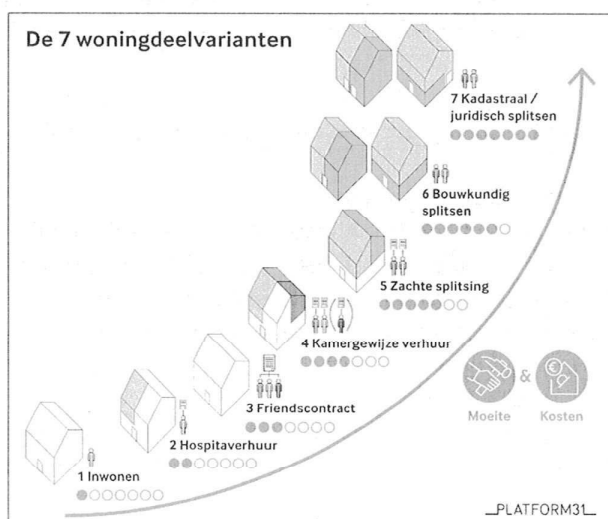 De 7 woningdeelvarianten
7 Kadastraal /
juridisch splitsen
6 Bouwkundig
splitsen
5 Zachte splitsing
4 Kamergewijze verhuur
3 Friendscontract
2 Hospitaverhuur
1 Inwonen
&
Moeite
Kosten
PLATFORM31